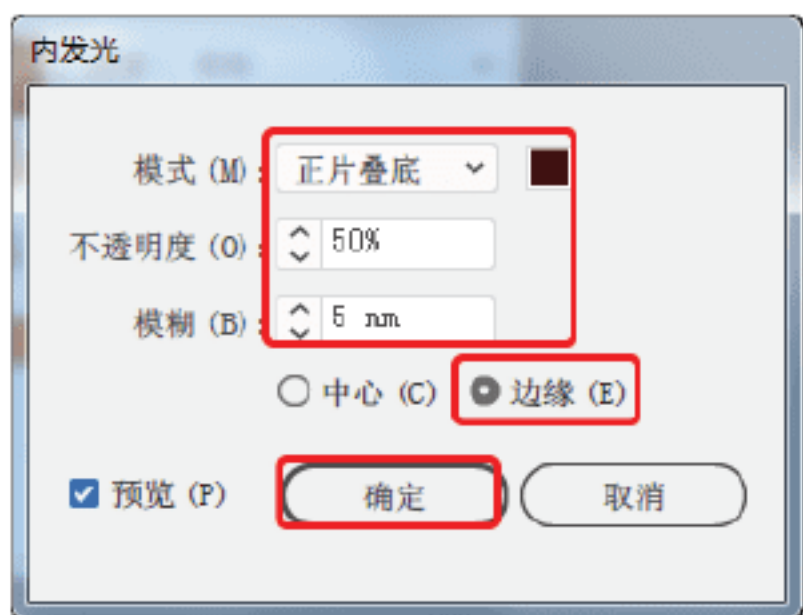 内发光
模式 (M) : 正片叠底
不透明度 (O) : 50%
模糊 (B) : 5 mm
中心 (C) 边缘 (E)
预览 (P) 确定 取消